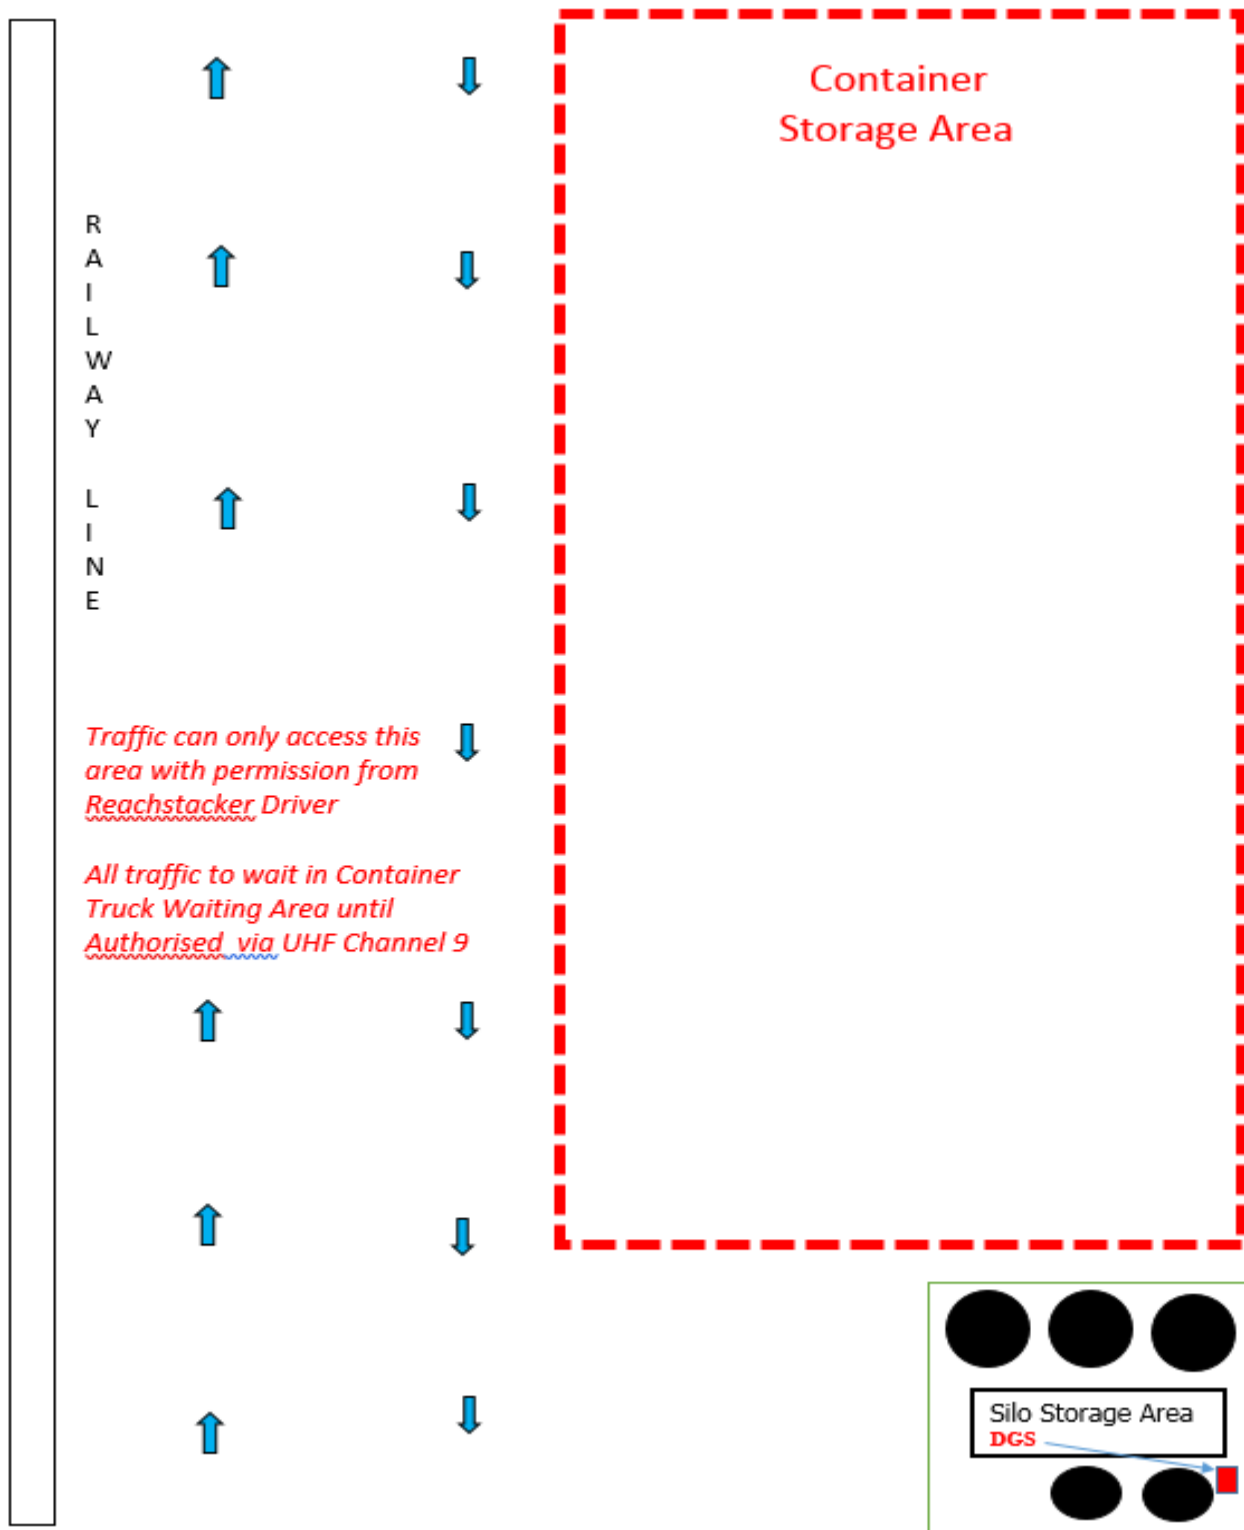 Container
Storage Area
R
A
I
L
W
A
Y
L
I
N
E
Traffic can only access this
area with permission from
Reachstacker Driver
All traffic to wait in Container
Truck Waiting Area until
Authorised via UHF Channel 9
Silo Storage Area
DGS